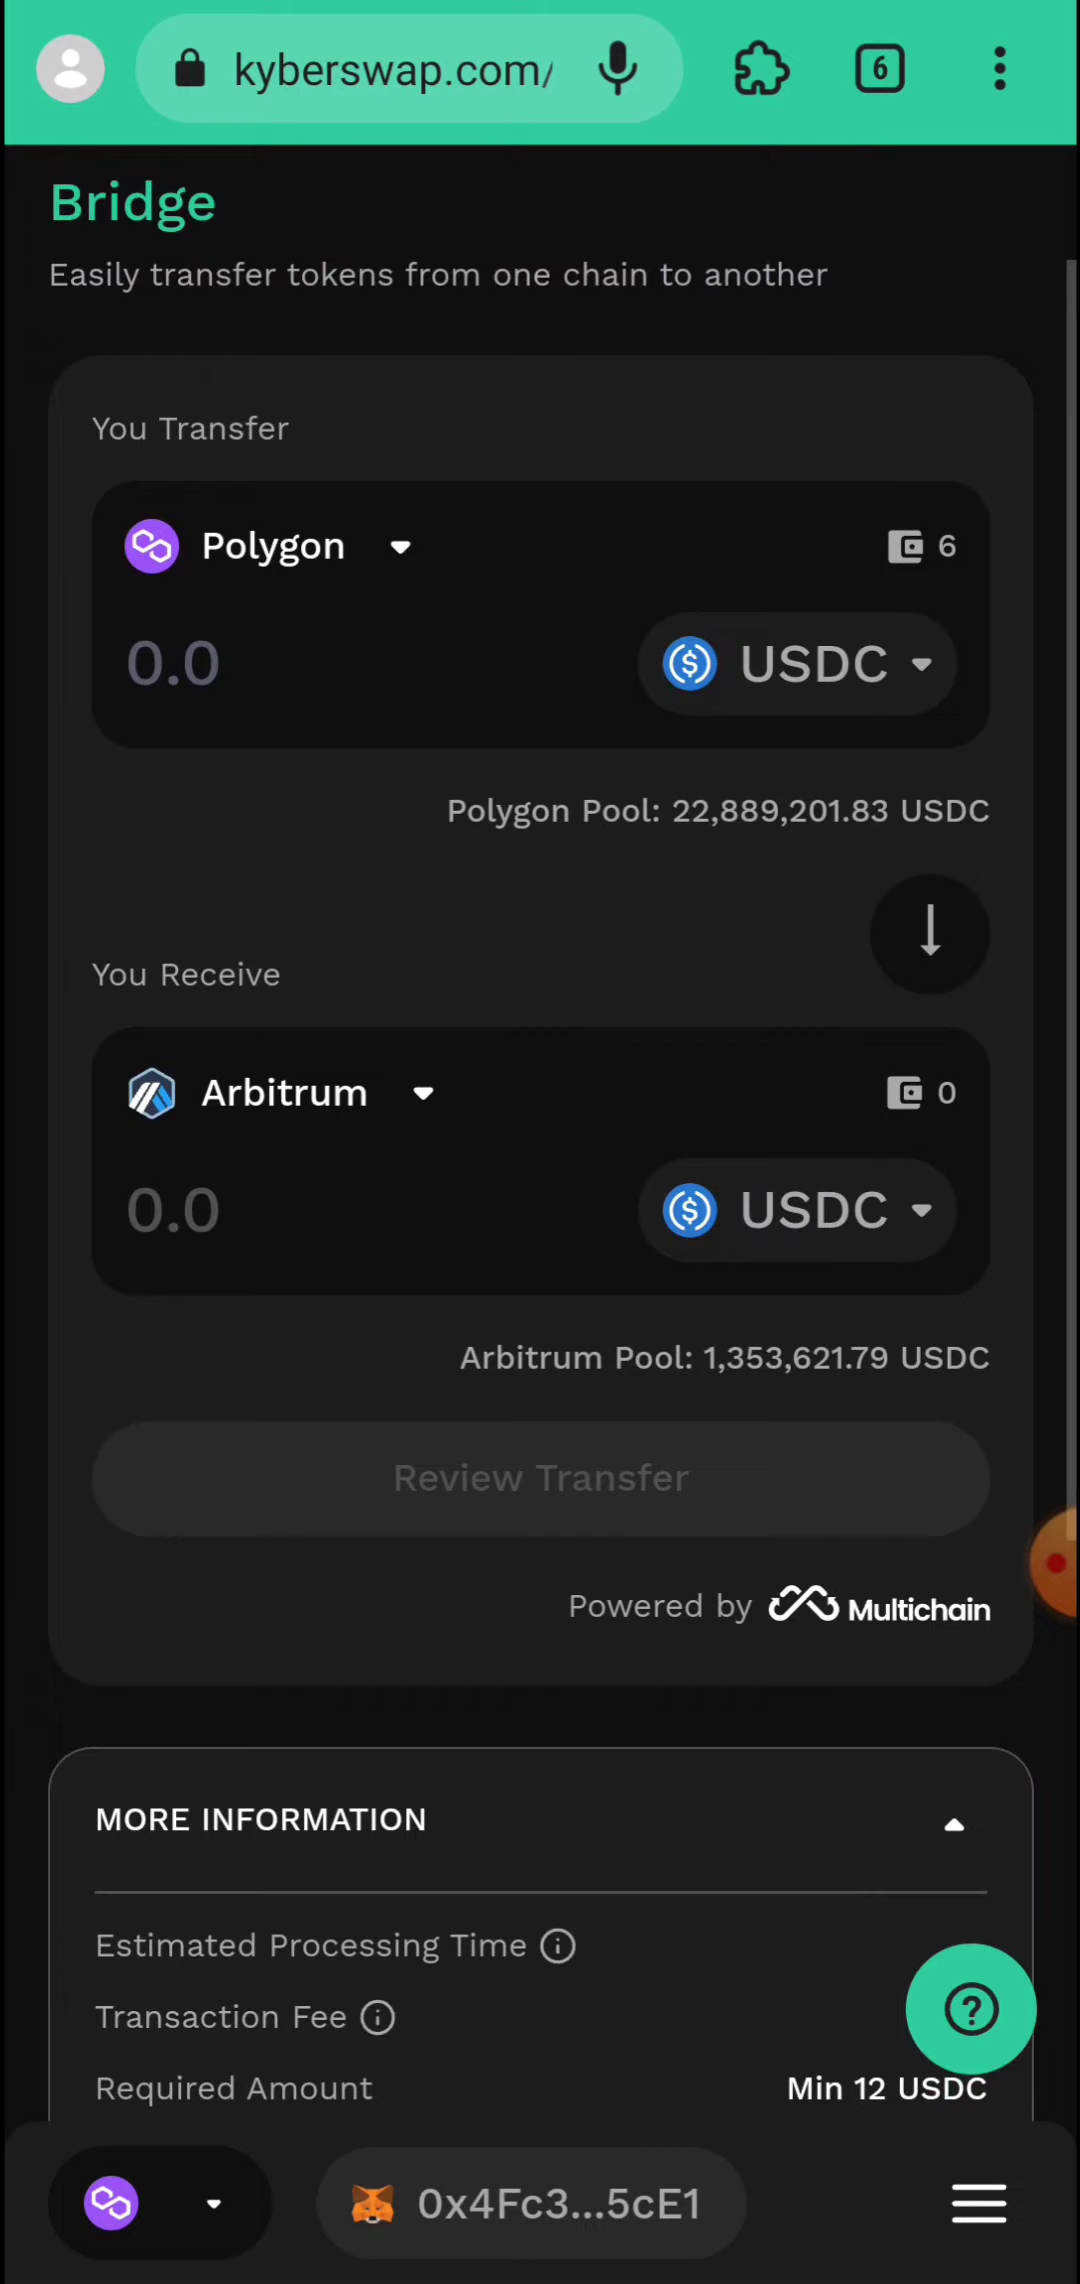 kyberswap.com/
6
Bridge
Easily transfer tokens from one chain to another
You Transfer
Polygon
6
0.0
USDC
Polygon Pool: 22,889,201.83 USDC
You Receive
Arbitrum
0
0.0
USDC
Arbitrum Pool: 1,353,621.79 USDC
Review Transfer
Powered by Multichain
MORE INFORMATION
Estimated Processing Time
Transaction Fee
Required Amount
Min 12 USDC
0x4Fc3...5cE1